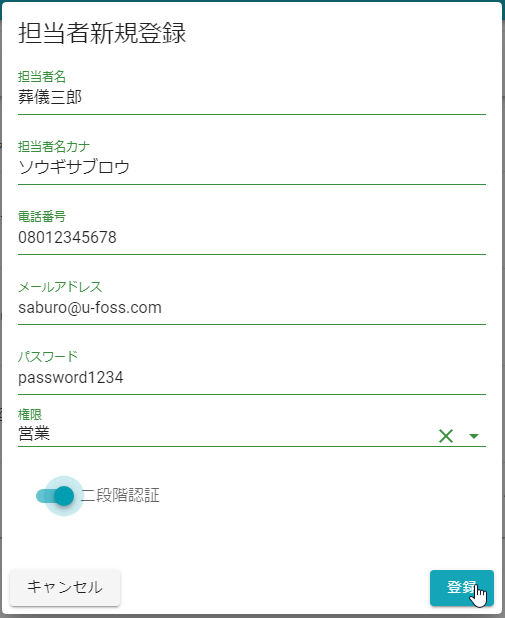 担当者新規登録
担当者名
葬儀三郎
担当者名カナ
ソウギサブロウ
電話番号
08012345678
メールアドレス
saburo@u-foss.com
パスワード
password1234
権限
営業
二段階認証
キャンセル
登録